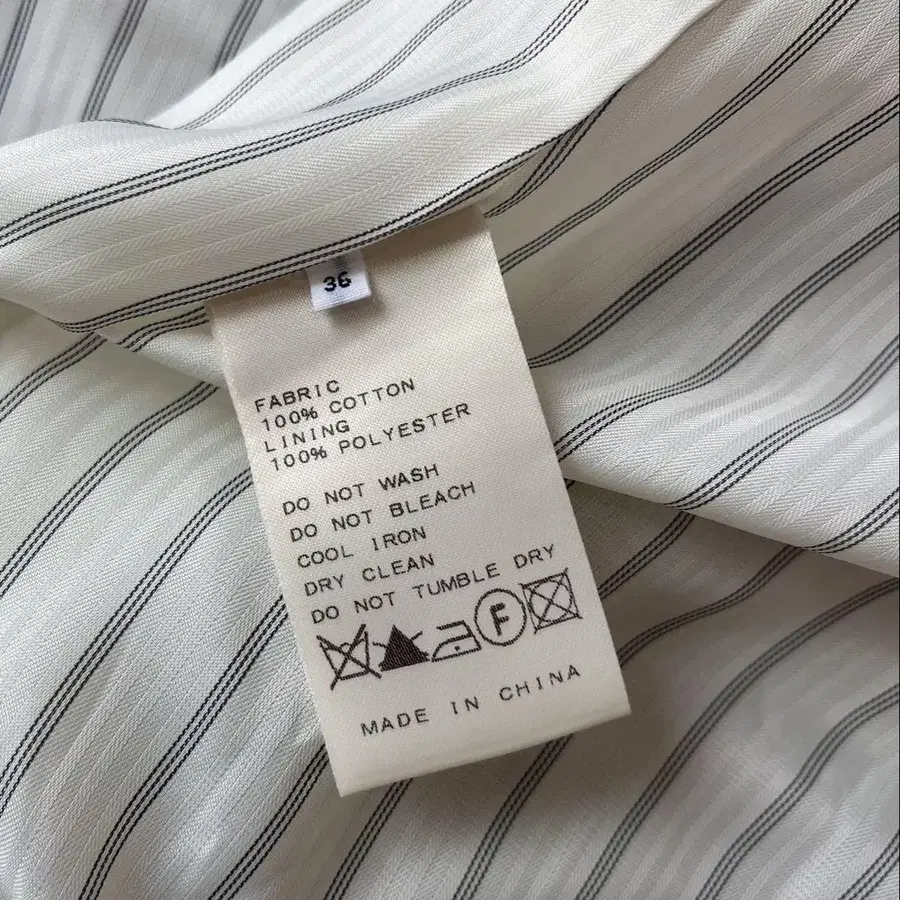 36
FABRIC
100% COTTON
LINING
100% POLYESTER
DO NOT WASH
DO NOT BLEACH
COOL IRON
DRY CLEAN
DO NOT TUMBLE DRY
F
MADE IN CHINA